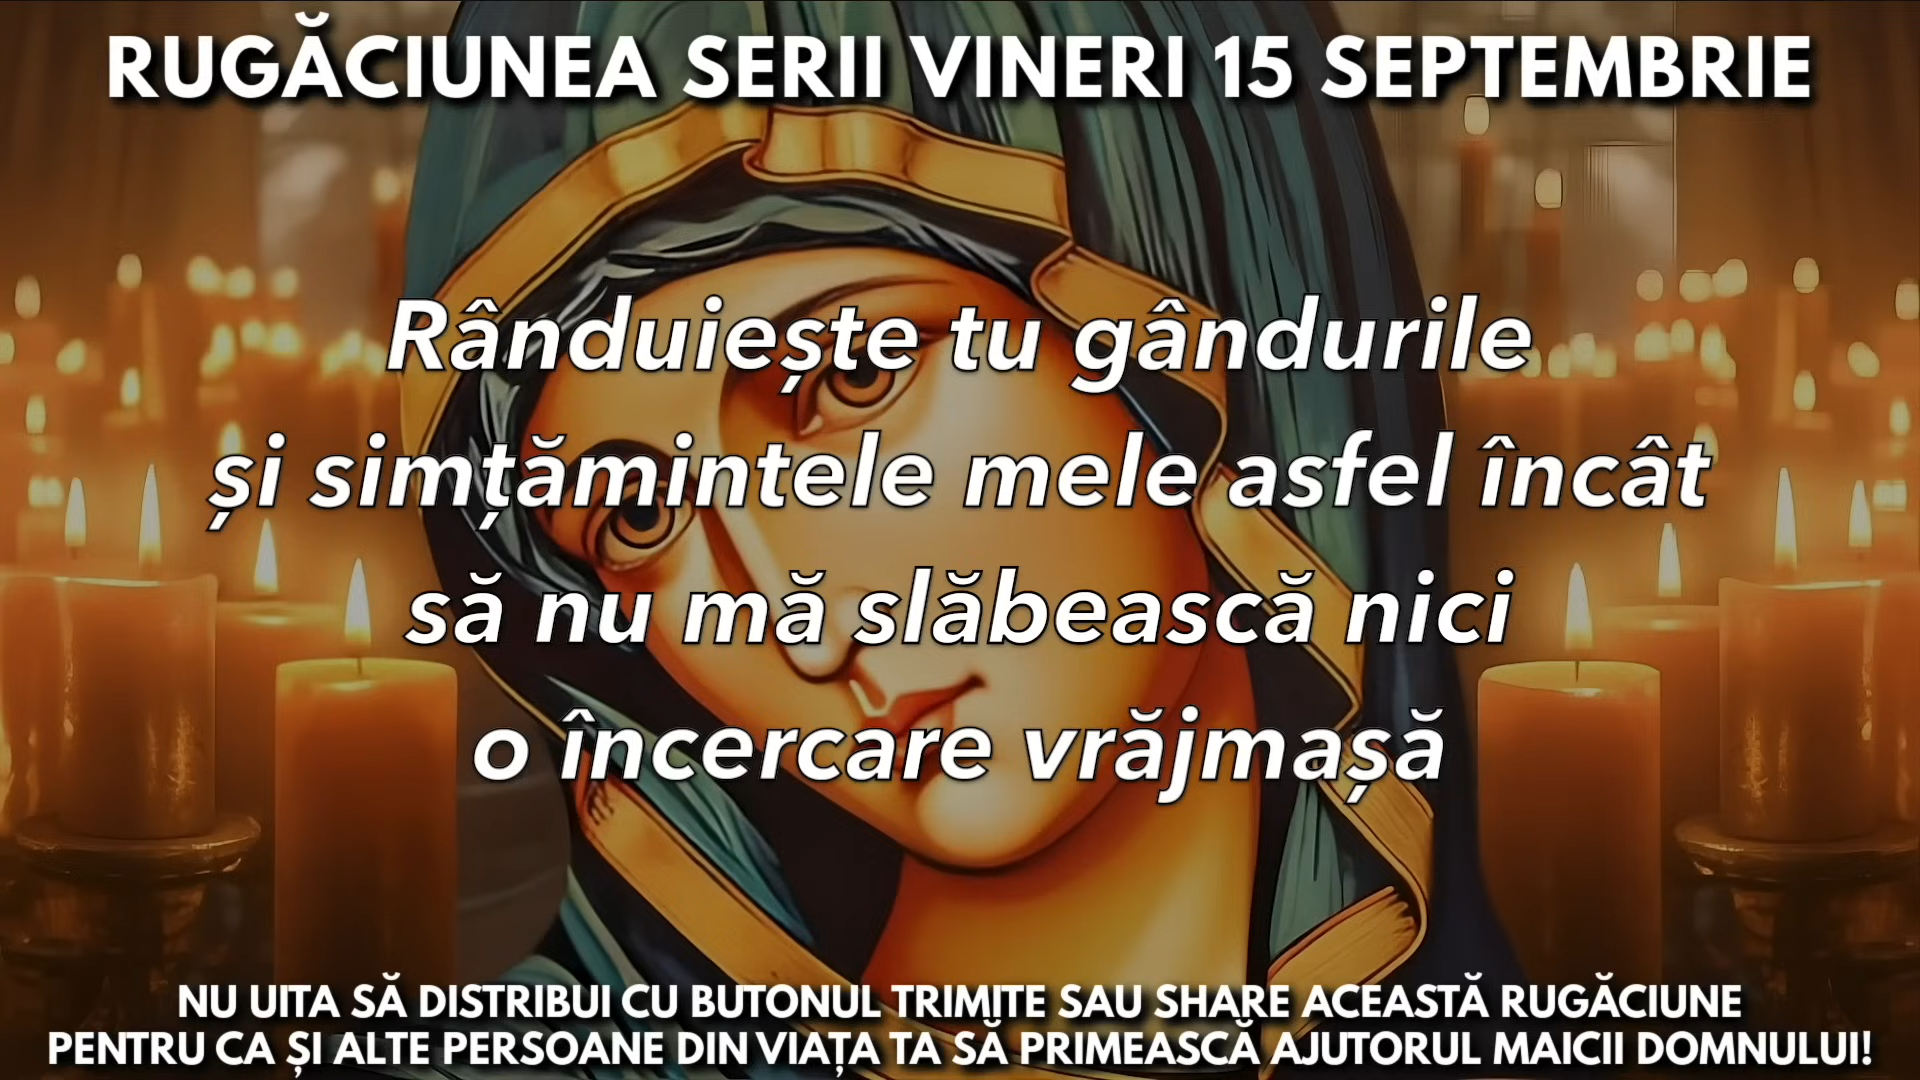 RUGĂCIUNEA SERII VINERI 15 SEPTEMBRIE
Rânduiește tu gândurile
și simțămintele mele asfel încât
să nu mă slăbească nici
o încercare vrăjmașă
NU UITA SĂ DISTRIBUI CU BUTONUL TRIMITE SAU SHARE ACEASTĂ RUGĂCIUNE
PENTRU CA ȘI ALTE PERSOANE DIN VIAȚA TA SĂ PRIMEASCĂ AJUTORUL MAICII DOMNULUI!